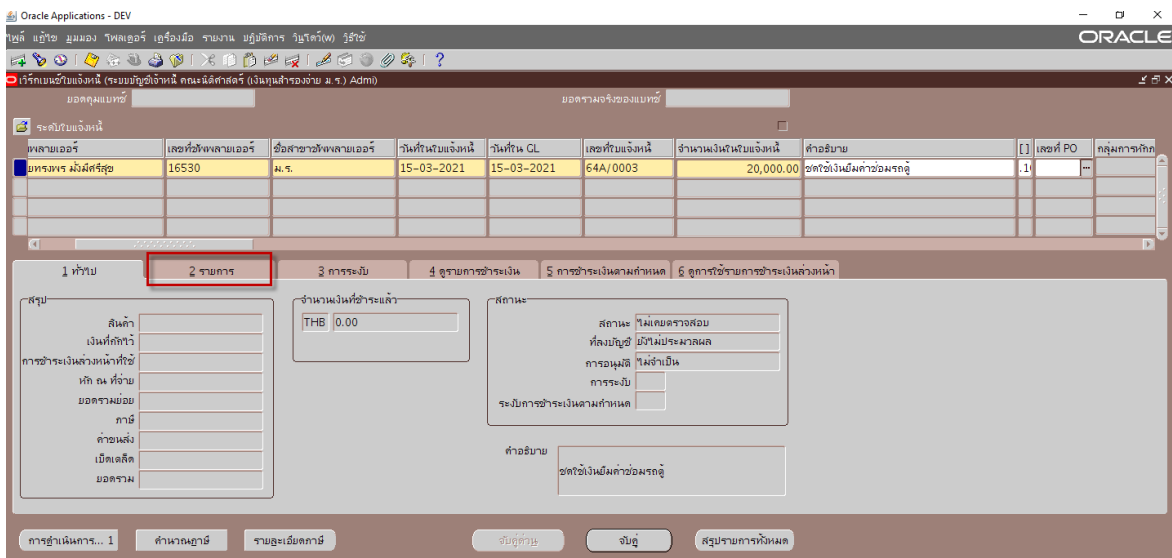 Oracle Applications - DEV
ไฟล์ แก้ไข มุมมอง โฟลเดอร์ เครื่องมือ รายงาน ปฏิบัติการ วินโดว์(w) วิธีใช้
ORACLE
เวิร์กเบนช์ใบแจ้งหนี้ (ระบบบัญชีเจ้าหนี้ คณะนิติศาสตร์ (เงินทุนสำรองจ่าย ม.ร.) Admi)
ยอดคุมแบทช์ ยอดรวมจริงของแบทช์
ระดับใบแจ้งหนี้
พลายเออร์ เลขที่ซัพพลายเออร์ ชื่อสาขาซัพพลายเออร์ วันที่ในใบแจ้งหนี้ วันที่ใน GL เลขที่ใบแจ้งหนี้ จำนวนเงินในใบแจ้งหนี้ คำอธิบาย [ ] เลขที่ PO กลุ่มการหักภ
ยทรงพร มั่งมีศรีสุข 16530 ม.ร. 15-03-2021 15-03-2021 64A/0003 20,000.00 ชดใช้เงินยืมค่าซ่อมรถตู้ .1
1 ทั่วไป 2 รายการ 3 การระงับ 4 ดูรายการชำระเงิน 5 การชำระเงินตามกำหนด 6 ดูการใช้รายการชำระเงินล่วงหน้า
สรุป จำนวนเงินที่ชำระแล้ว สถานะ
สินค้า THB 0.00 สถานะ ไม่เคยตรวจสอบ
เงินที่กักไว้ ที่ลงบัญชี ยังไม่ประมวลผล
การชำระเงินล่วงหน้าที่ใช้ การอนุมัติ ไม่จำเป็น
หัก ณ ที่จ่าย การระงับ
ยอดรวมย่อย ระงับการชำระเงินตามกำหนด
ภาษี
ค่าขนส่ง
เบ็ดเตล็ด คำอธิบาย
ยอดรวม ชดใช้เงินยืมค่าซ่อมรถตู้
การดำเนินการ... 1 คำนวณภาษี รายละเอียดภาษี จับคู่ด่วน จับคู่ สรุปรายการทั้งหมด